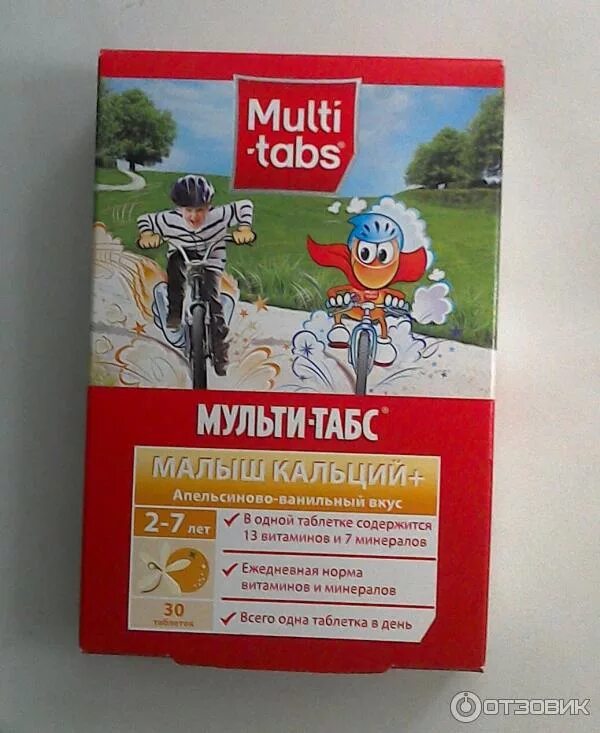 Multi
-tabs®
МУЛЬТИ-ТАБС®
МАЛЫШ КАЛЬЦИЙ+
Апельсиново-ванильный вкус
2-7 лет
В одной таблетке содержится
13 витаминов и 7 минералов
Ежедневная норма
витаминов и минералов
30
таблеток
Всего одна таблетка в день
ОТЗОВИК